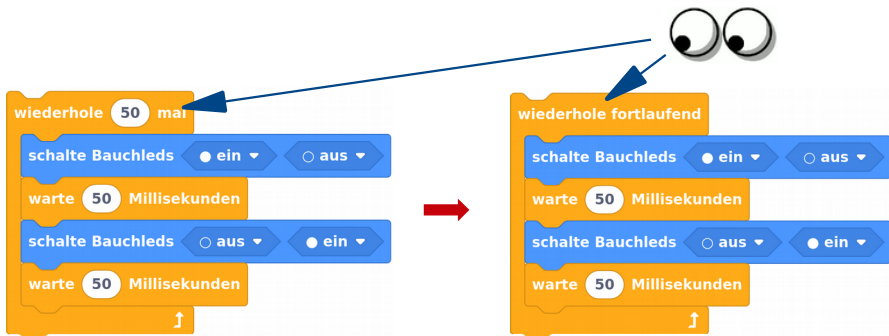 wiederhole 50 mal
schalte Bauchleds ein aus
warte 50 Millisekunden
schalte Bauchleds aus ein
warte 50 Millisekunden
wiederhole fortlaufend
schalte Bauchleds ein aus
warte 50 Millisekunden
schalte Bauchleds aus ein
warte 50 Millisekunden